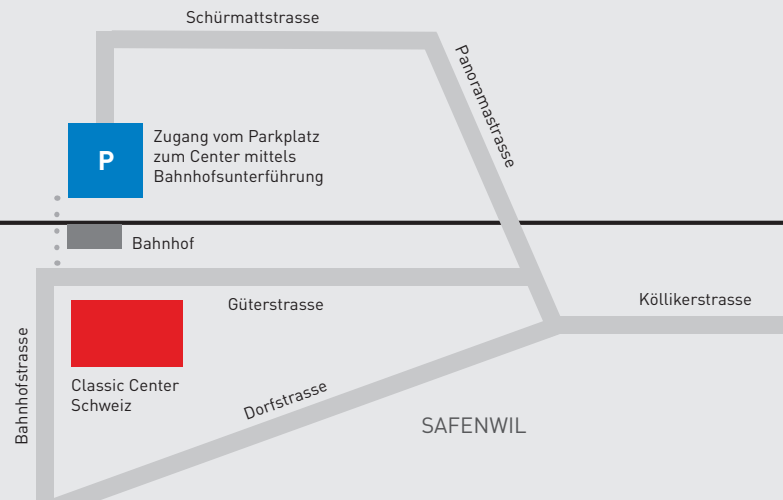 Schürmattstrasse
Panoramastrasse
P
Zugang vom Parkplatz
zum Center mittels
Bahnhofsunterführung
Bahnhof
Güterstrasse
Köllikerstrasse
Bahnhofstrasse
Classic Center
Schweiz
Dorfstrasse
SAFENWIL